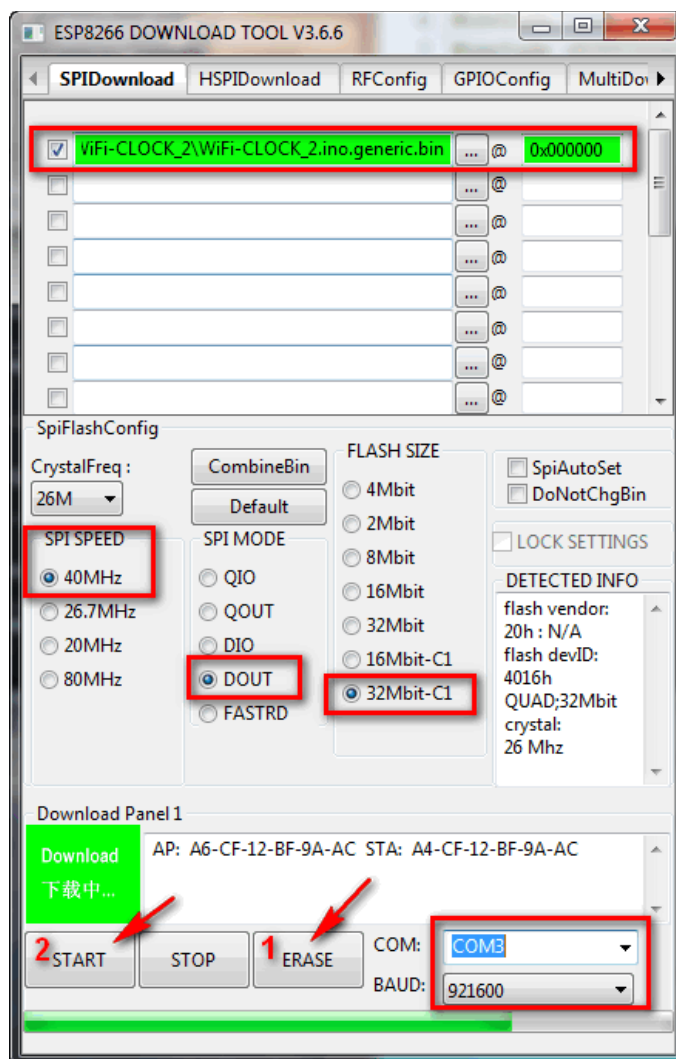 ESP8266 DOWNLOAD TOOL V3.6.6
SPIDownload HSPIDownload RFConfig GPIOConfig MultiDo
ViFi-CLOCK_2\WiFi-CLOCK_2.ino.generic.bin ... @ 0x000000
... @
... @
... @
... @
... @
... @
... @
SpiFlashConfig
CrystalFreq :
26M
CombineBin
Default
SPI SPEED
40MHz
26.7MHz
20MHz
80MHz
SPI MODE
QIO
QOUT
DIO
DOUT
FASTRD
FLASH SIZE
4Mbit
2Mbit
8Mbit
16Mbit
32Mbit
16Mbit-C1
32Mbit-C1
SpiAutoSet
DoNotChgBin
LOCK SETTINGS
DETECTED INFO
flash vendor:
20h : N/A
flash devID:
4016h
QUAD;32Mbit
crystal:
26 Mhz
Download Panel 1
Download
下载中...
AP: A6-CF-12-BF-9A-AC STA: A4-CF-12-BF-9A-AC
2 START STOP 1 ERASE
COM: COM3
BAUD: 921600